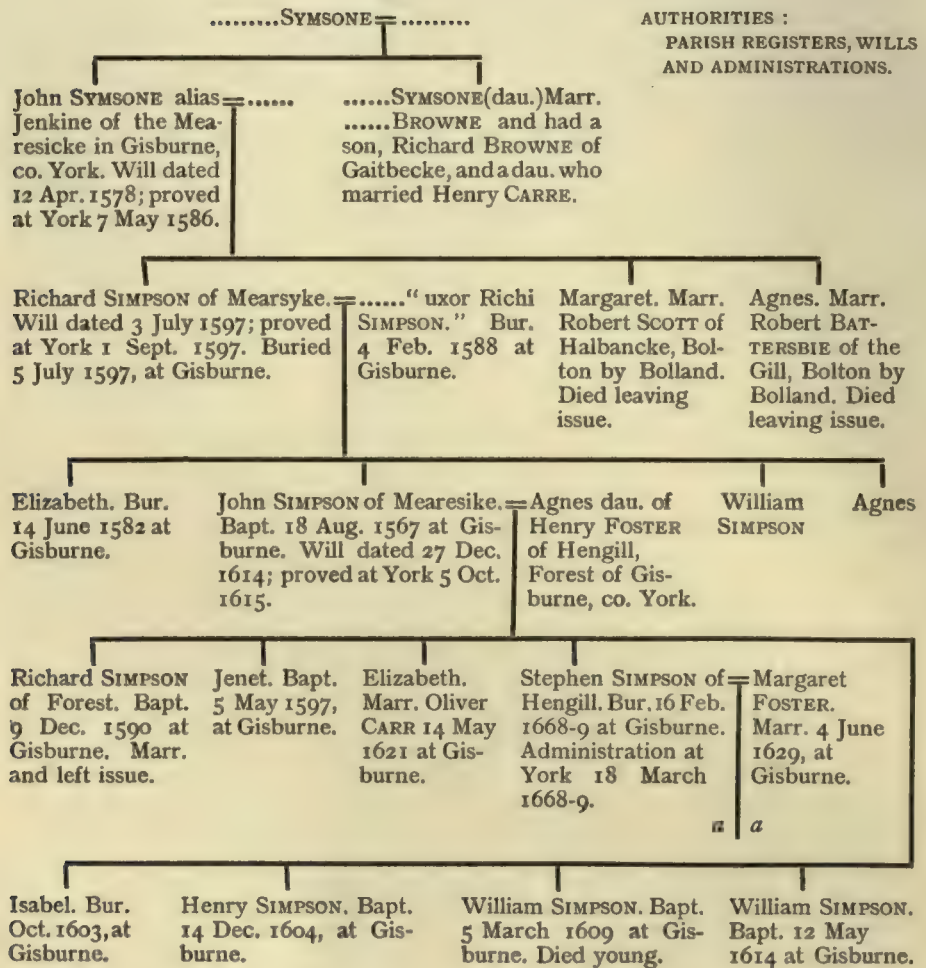 .........SYMSONE=.........
AUTHORITIES :
PARISH REGISTERS, WILLS
AND ADMINISTRATIONS.
John SYMSONE alias=......
Jenkine of the Mea-
resicke in Gisburne,
co. York. Will dated
12 Apr. 1578; proved
at York 7 May 1586.
......SYMSONE(dau.)Marr.
......BROWNE and had a
son, Richard BROWNE of
Gaitbecke, and a dau. who
married Henry CARRE.
Richard SIMPSON of Mearsyke.=
Will dated 3 July 1597; proved
at York 1 Sept. 1597. Buried
5 July 1597, at Gisburne.
......" uxor Richi
SIMPSON." Bur.
4 Feb. 1588 at
Gisburne.
Margaret. Marr.
Robert SCOTT of
Halbancke, Bol-
ton by Bolland.
Died leaving
issue.
Agnes. Marr.
Robert BAT-
TERSBIE of the
Gill, Bolton by
Bolland. Died
leaving issue.
Elizabeth. Bur.
14 June 1582 at
Gisburne.
John SIMPSON of Mearesike.=
Bapt. 18 Aug. 1567 at Gis-
burne. Will dated 27 Dec.
1614; proved at York 5 Oct.
1615.
Agnes dau. of
Henry FOSTER
of Hengill,
Forest of Gis-
burne, co. York.
William
SIMPSON
Agnes
Richard SIMPSON
of Forest. Bapt.
9 Dec. 1590 at
Gisburne. Marr.
and left issue.
Jenet. Bapt.
5 May 1597,
at Gisburne.
Elizabeth.
Marr. Oliver
CARR 14 May
1621 at Gis-
burne.
Stephen SIMPSON of=
Hengill. Bur. 16 Feb.
1668-9 at Gisburne.
Administration at
York 18 March
1668-9.
Margaret
FOSTER.
Marr. 4 June
1629, at
Gisburne.
a a
Isabel. Bur.
Oct. 1603, at
Gisburne.
Henry SIMPSON. Bapt.
14 Dec. 1604, at Gis-
burne.
William SIMPSON. Bapt.
5 March 1609 at Gis-
burne. Died young.
William SIMPSON.
Bapt. 12 May
1614 at Gisburne.